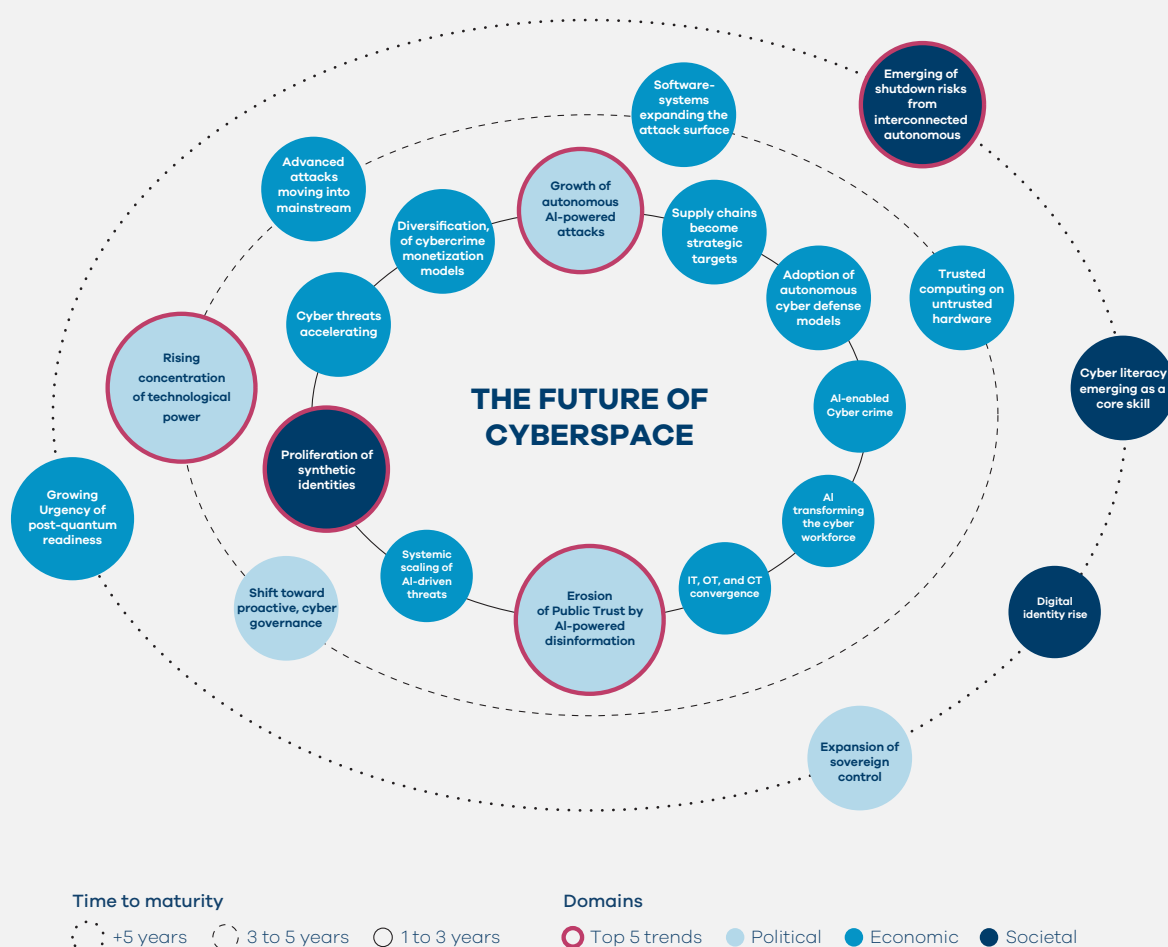 Emerging of
shutdown risks
from
interconnected
autonomous
Software-
systems
expanding the
attack surface
Advanced
attacks
moving into
mainstream
Growth of
autonomous
AI-powered
attacks
Diversification,
of cybercrime
monetization
models
Supply chains
become
strategic
targets
Adoption of
autonomous
cyber defense
models
Trusted
computing on
untrusted
hardware
Cyber threats
accelerating
Rising
concentration
of technological
power
THE FUTURE OF
CYBERSPACE
AI-enabled
Cyber crime
Cyber literacy
emerging as a
core skill
Proliferation of
synthetic
identities
Growing
Urgency of
post-quantum
readiness
AI
transforming
the cyber
workforce
Systemic
scaling of
AI-driven
threats
IT, OT, and CT
convergence
Shift toward
proactive, cyber
governance
Erosion
of Public Trust by
AI-powered
disinformation
Digital
identity rise
Expansion of
sovereign
control
Time to maturity
+5 years
3 to 5 years
1 to 3 years
Domains
Top 5 trends
Political
Economic
Societal